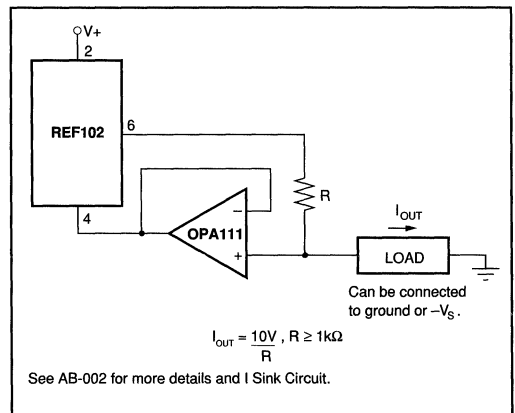 V+
2
REF102
6
R
4
−
OPA111
+
I_OUT
LOAD
Can be connected
to ground or –V_S.
I_OUT = 10V/R , R ≥ 1kΩ
See AB-002 for more details and I Sink Circuit.